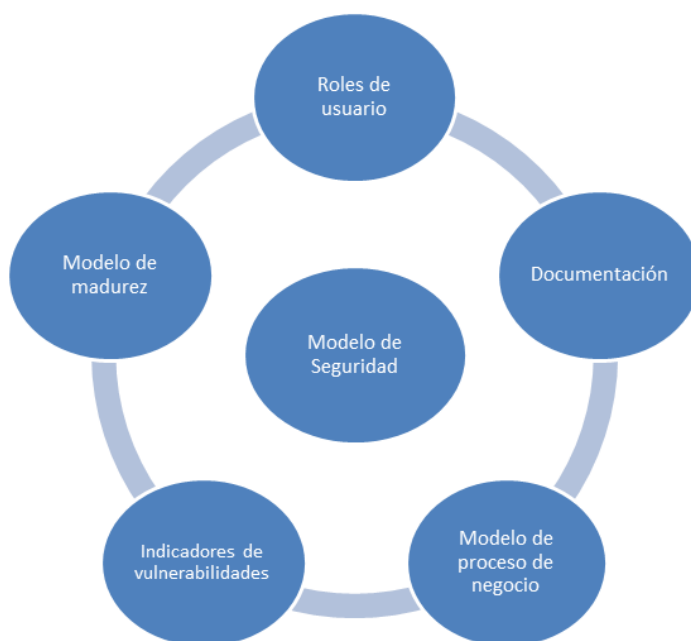 Roles de
usuario
Documentación
Modelo de
proceso de
negocio
Indicadores de
vulnerabilidades
Modelo de
madurez
Modelo de
Seguridad